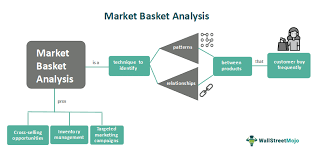 Market Basket Analysis
Market
Basket
Analysis
is a
technique to
identify
patterns
relationships
between
products
that
customer buy
frequently
gives
Cross-selling
opportunities
Inventory
management
Targeted
marketing
campaigns
WallStreetMojo